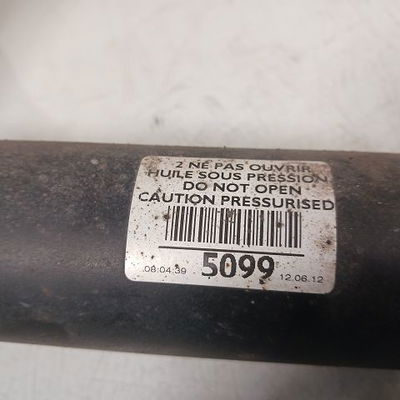 2 NE PAS OUVRIR
HUILE SOUS PRESSION
DO NOT OPEN
CAUTION PRESSURISED
08:04:39 5099 12.06.12